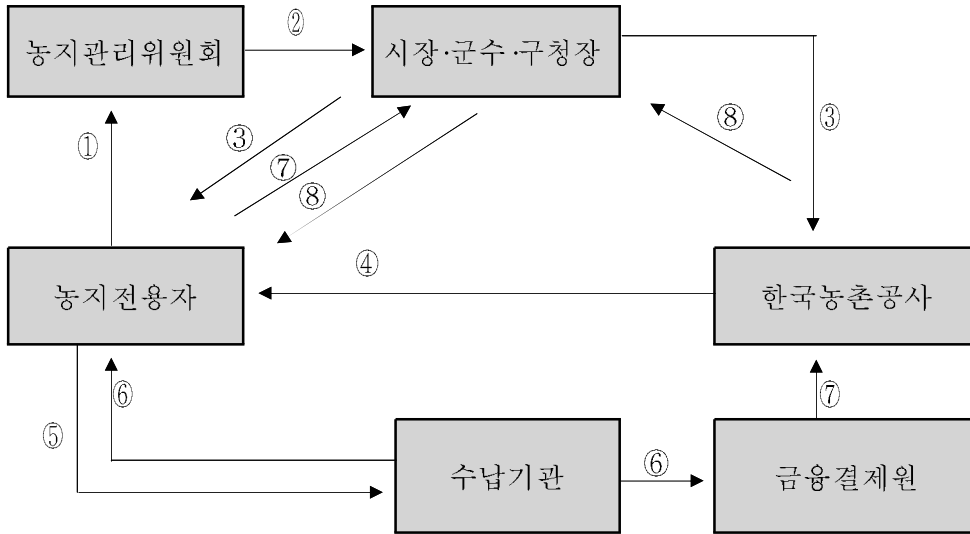 농지관리위원회
②
시장·군수·구청장
①
③
⑦
⑧
⑧
③
농지전용자
④
한국농촌공사
⑤
⑥
수납기관
⑥
금융결제원
⑦